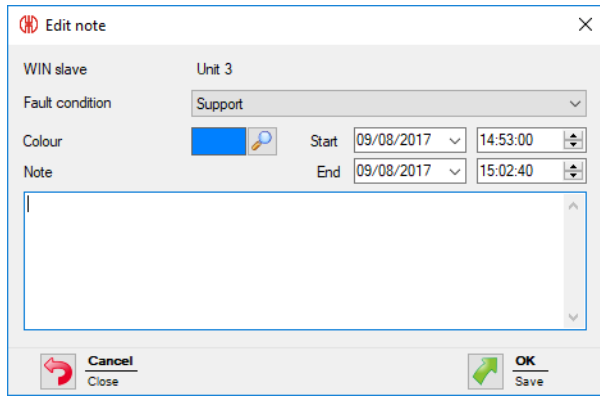 Edit note
WIN slave Unit 3
Fault condition Support
Colour Start 09/08/2017 14:53:00
Note End 09/08/2017 15:02:40
Cancel OK
Close Save